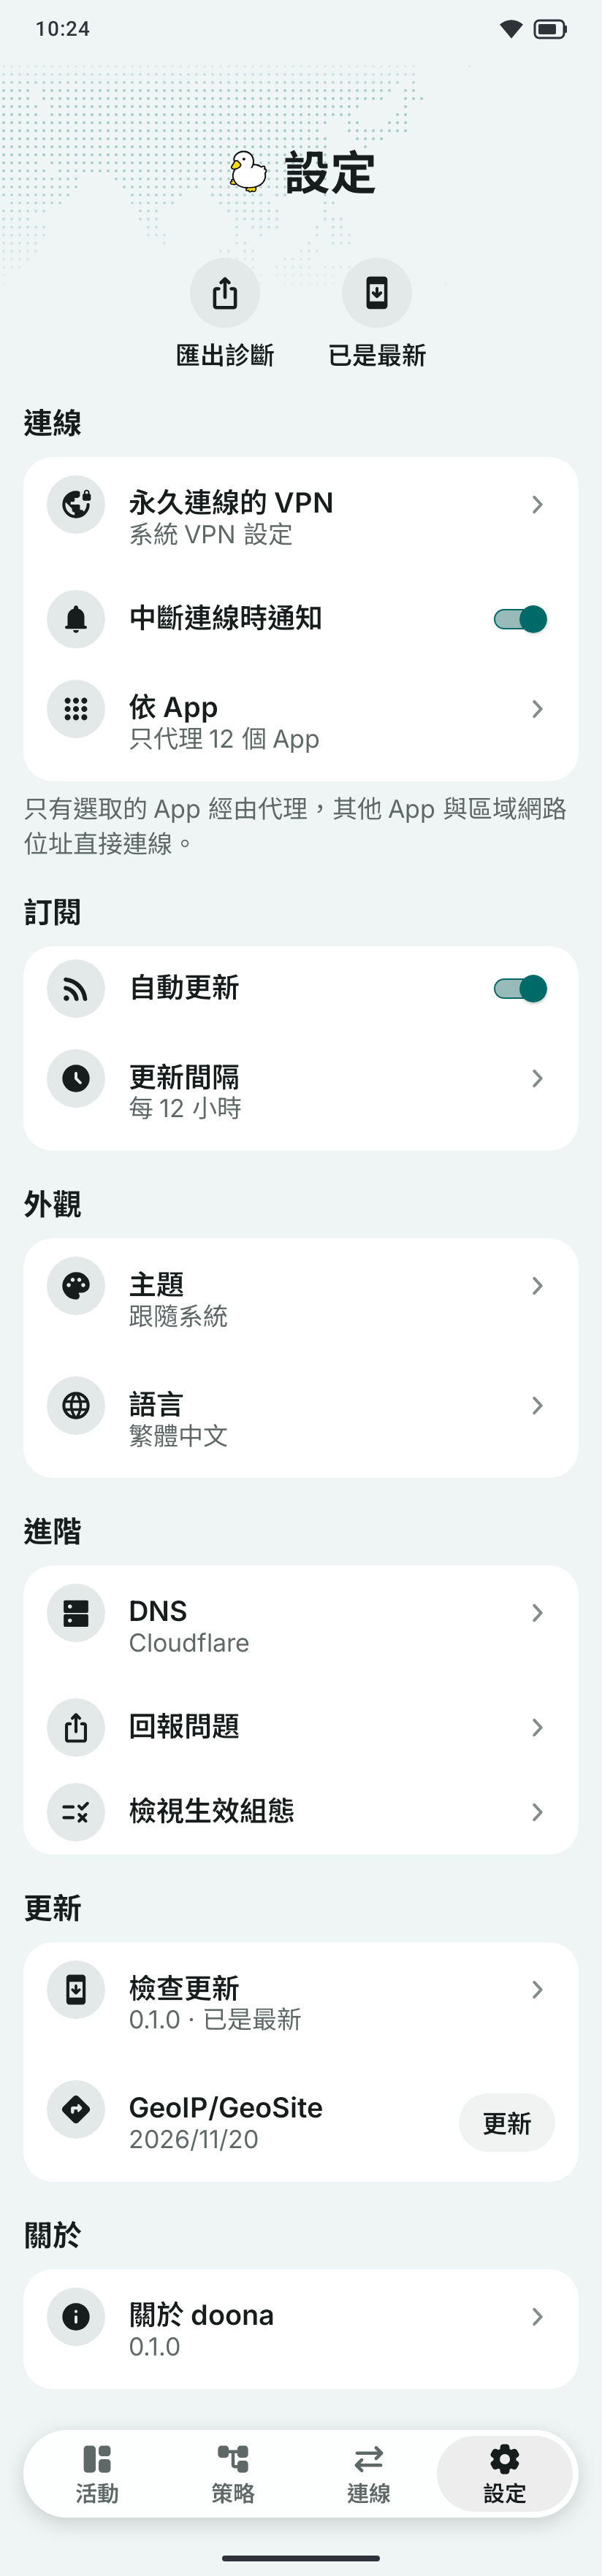 10:24
設定
匯出診斷
已是最新
連線
永久連線的 VPN
系統 VPN 設定
中斷連線時通知
依 App
只代理 12 個 App
只有選取的 App 經由代理，其他 App 與區域網路
位址直接連線。
訂閱
自動更新
更新間隔
每 12 小時
外觀
主題
跟隨系統
語言
繁體中文
進階
DNS
Cloudflare
回報問題
檢視生效組態
更新
檢查更新
0.1.0 · 已是最新
GeoIP/GeoSite
2026/11/20
更新
關於
關於 doona
0.1.0
活動
策略
連線
設定